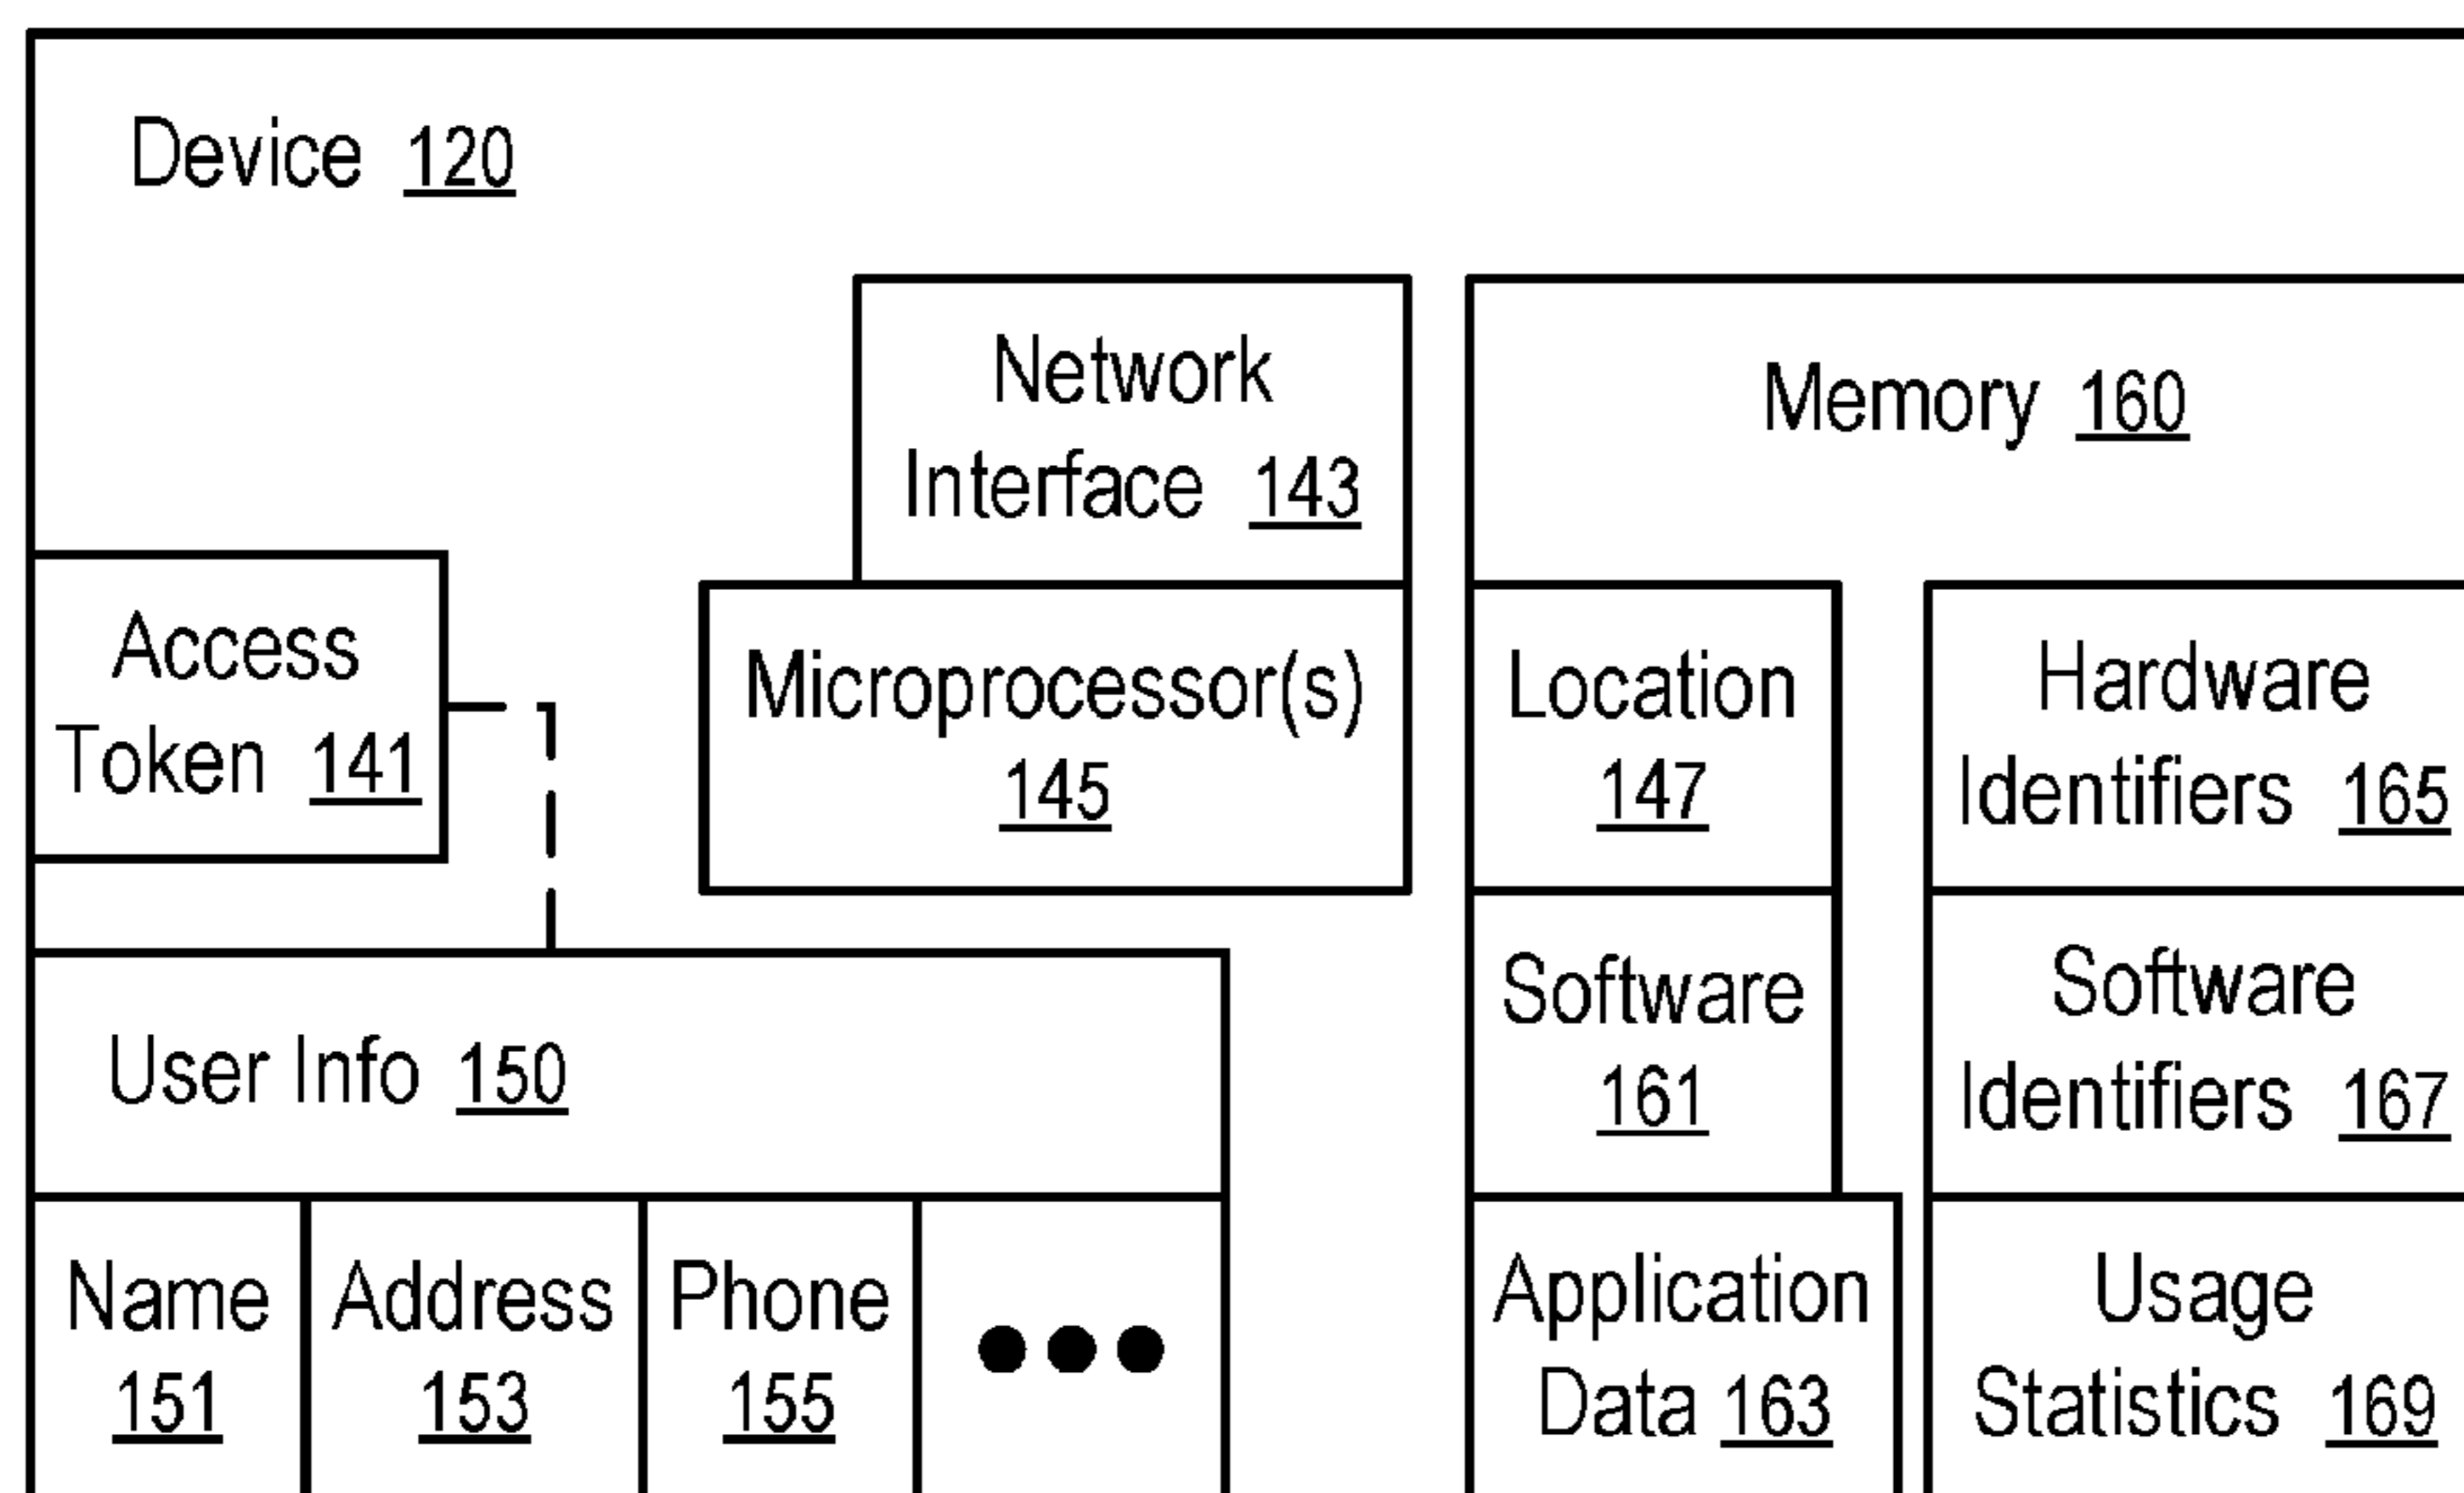 Device 120
Network
Interface 143
Memory 160
Access
Token 141
Microprocessor(s)
145
Location
147
Hardware
Identifiers 165
User Info 150
Software
161
Software
Identifiers 167
Name
151
Address
153
Phone
155
●●●
Application
Data 163
Usage
Statistics 169